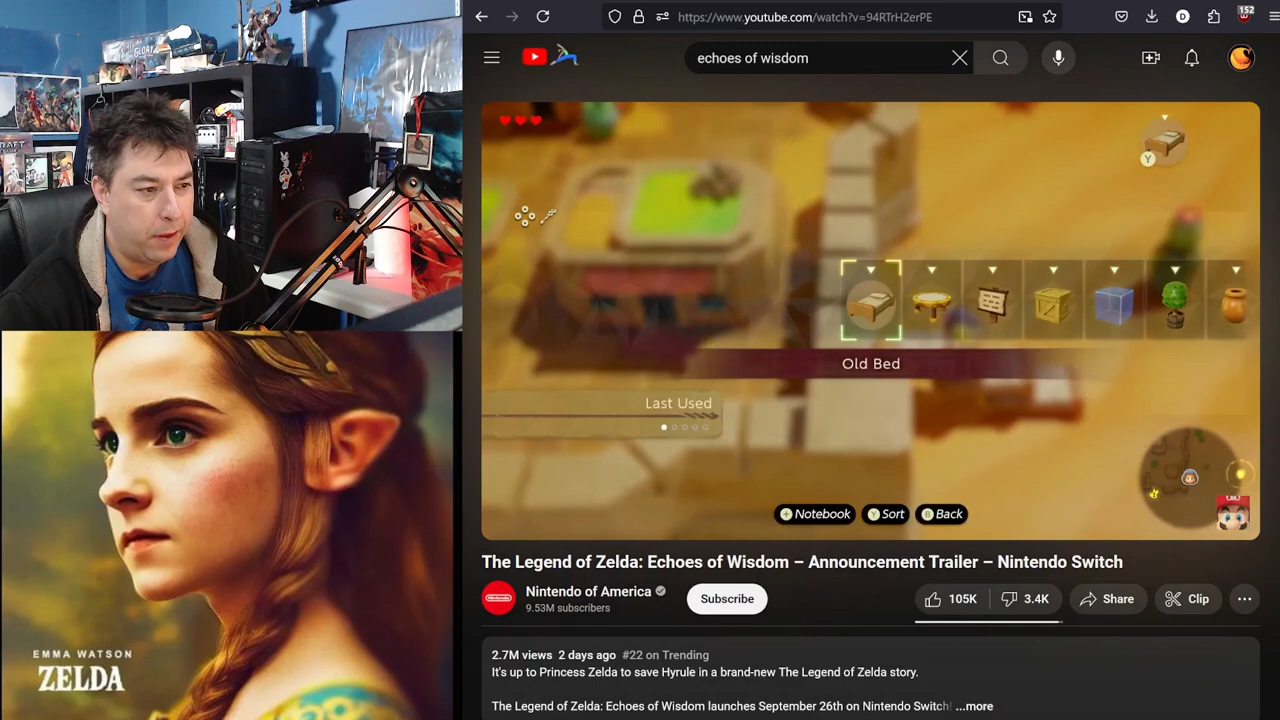 152
https://www.youtube.com/watch?v=94RTrH2erPE
echoes of wisdom
GLORY
Y
Old Bed
Last Used
+ Notebook
Y Sort
B Back
The Legend of Zelda: Echoes of Wisdom – Announcement Trailer – Nintendo Switch
Nintendo
Nintendo of America
9.53M subscribers
Subscribe
105K
3.4K
Share
Clip
2.7M views 2 days ago #22 on Trending
It's up to Princess Zelda to save Hyrule in a brand-new The Legend of Zelda story.
The Legend of Zelda: Echoes of Wisdom launches September 26th on Nintendo Switch! ...more
EMMA WATSON
ZELDA